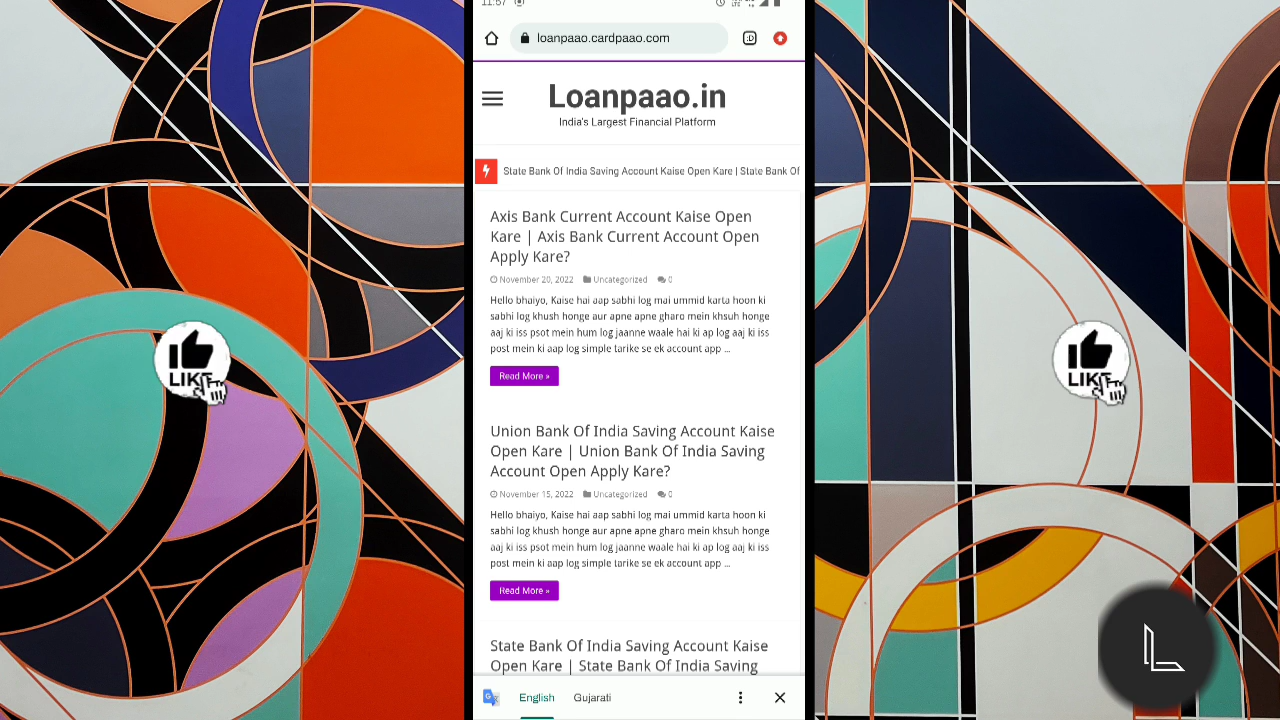 11:57
loanpaao.cardpaao.com
:D
Loanpaao.in
India's Largest Financial Platform
State Bank Of India Saving Account Kaise Open Kare | State Bank Of
Axis Bank Current Account Kaise Open
Kare | Axis Bank Current Account Open
Apply Kare?
November 20, 2022 Uncategorized 0
Hello bhaiyo, Kaise hai aap sabhi log mai ummid karta hoon ki
sabhi log khush honge aur apne apne gharo mein khsuh honge
aaj ki iss psot mein hum log jaanne waale hai ki ap log aaj ki iss
post mein ki aap log simple tarike se ek account app ...
Read More »
LIKE
LIKE
Union Bank Of India Saving Account Kaise
Open Kare | Union Bank Of India Saving
Account Open Apply Kare?
November 15, 2022 Uncategorized 0
Hello bhaiyo, Kaise hai aap sabhi log mai ummid karta hoon ki
sabhi log khush honge aur apne apne gharo mein khsuh honge
aaj ki iss psot mein hum log jaanne waale hai ki ap log aaj ki iss
post mein ki aap log simple tarike se ek account app ...
Read More »
State Bank Of India Saving Account Kaise
Open Kare | State Bank Of India Saving
L
English Gujarati